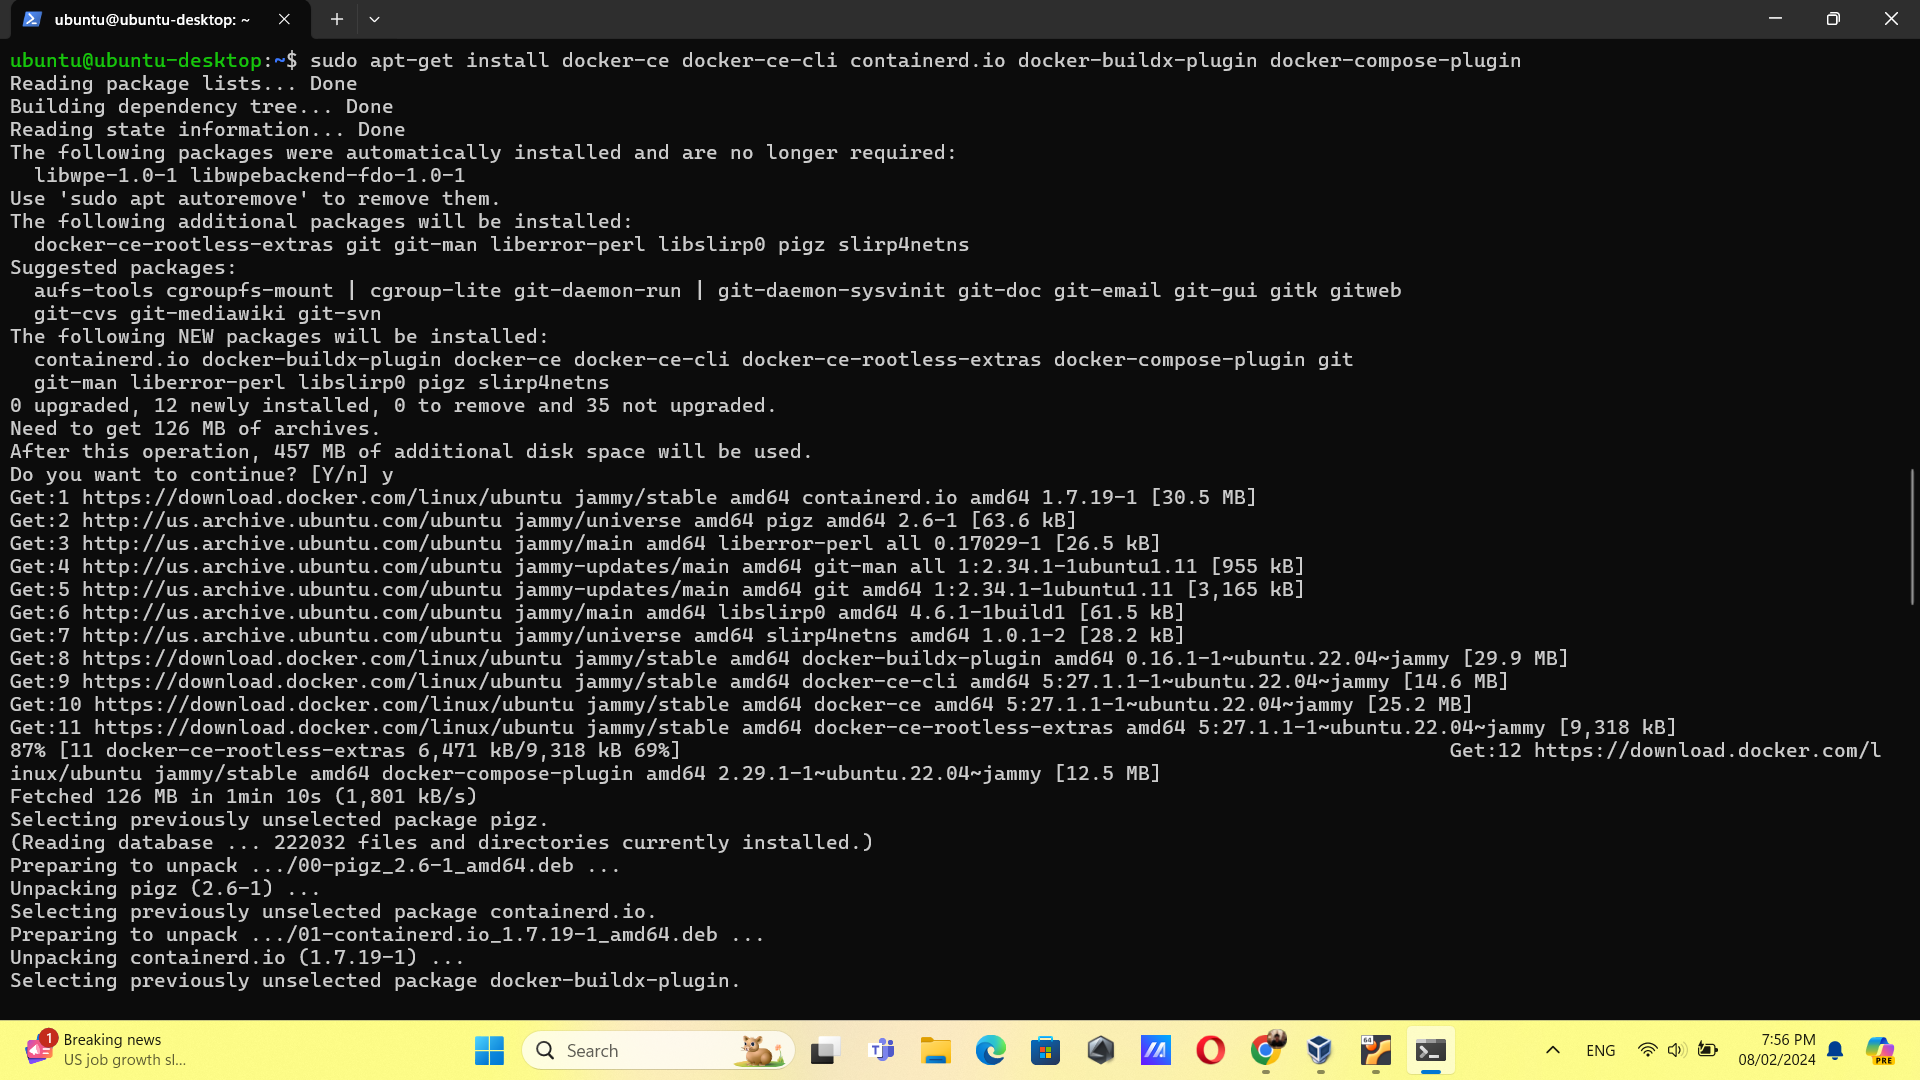 ubuntu@ubuntu-desktop: ~
ubuntu@ubuntu-desktop:~$ sudo apt-get install docker-ce docker-ce-cli containerd.io docker-buildx-plugin docker-compose-plugin
Reading package lists... Done
Building dependency tree... Done
Reading state information... Done
The following packages were automatically installed and are no longer required:
  libwpe-1.0-1 libwpebackend-fdo-1.0-1
Use 'sudo apt autoremove' to remove them.
The following additional packages will be installed:
  docker-ce-rootless-extras git git-man liberror-perl libslirp0 pigz slirp4netns
Suggested packages:
  aufs-tools cgroupfs-mount | cgroup-lite git-daemon-run | git-daemon-sysvinit git-doc git-email git-gui gitk gitweb
  git-cvs git-mediawiki git-svn
The following NEW packages will be installed:
  containerd.io docker-buildx-plugin docker-ce docker-ce-cli docker-ce-rootless-extras docker-compose-plugin git
  git-man liberror-perl libslirp0 pigz slirp4netns
0 upgraded, 12 newly installed, 0 to remove and 35 not upgraded.
Need to get 126 MB of archives.
After this operation, 457 MB of additional disk space will be used.
Do you want to continue? [Y/n] y
Get:1 https://download.docker.com/linux/ubuntu jammy/stable amd64 containerd.io amd64 1.7.19-1 [30.5 MB]
Get:2 http://us.archive.ubuntu.com/ubuntu jammy/universe amd64 pigz amd64 2.6-1 [63.6 kB]
Get:3 http://us.archive.ubuntu.com/ubuntu jammy/main amd64 liberror-perl all 0.17029-1 [26.5 kB]
Get:4 http://us.archive.ubuntu.com/ubuntu jammy-updates/main amd64 git-man all 1:2.34.1-1ubuntu1.11 [955 kB]
Get:5 http://us.archive.ubuntu.com/ubuntu jammy-updates/main amd64 git amd64 1:2.34.1-1ubuntu1.11 [3,165 kB]
Get:6 http://us.archive.ubuntu.com/ubuntu jammy/main amd64 libslirp0 amd64 4.6.1-1build1 [61.5 kB]
Get:7 http://us.archive.ubuntu.com/ubuntu jammy/universe amd64 slirp4netns amd64 1.0.1-2 [28.2 kB]
Get:8 https://download.docker.com/linux/ubuntu jammy/stable amd64 docker-buildx-plugin amd64 0.16.1-1~ubuntu.22.04~jammy [29.9 MB]
Get:9 https://download.docker.com/linux/ubuntu jammy/stable amd64 docker-ce-cli amd64 5:27.1.1-1~ubuntu.22.04~jammy [14.6 MB]
Get:10 https://download.docker.com/linux/ubuntu jammy/stable amd64 docker-ce amd64 5:27.1.1-1~ubuntu.22.04~jammy [25.2 MB]
Get:11 https://download.docker.com/linux/ubuntu jammy/stable amd64 docker-ce-rootless-extras amd64 5:27.1.1-1~ubuntu.22.04~jammy [9,318 kB]
87% [11 docker-ce-rootless-extras 6,471 kB/9,318 kB 69%] Get:12 https://download.docker.com/l
inux/ubuntu jammy/stable amd64 docker-compose-plugin amd64 2.29.1-1~ubuntu.22.04~jammy [12.5 MB]
Fetched 126 MB in 1min 10s (1,801 kB/s)
Selecting previously unselected package pigz.
(Reading database ... 222032 files and directories currently installed.)
Preparing to unpack .../00-pigz_2.6-1_amd64.deb ...
Unpacking pigz (2.6-1) ...
Selecting previously unselected package containerd.io.
Preparing to unpack .../01-containerd.io_1.7.19-1_amd64.deb ...
Unpacking containerd.io (1.7.19-1) ...
Selecting previously unselected package docker-buildx-plugin.
1
Breaking news
US job growth sl...
Search
64
ENG
7:56 PM
08/02/2024
PRE